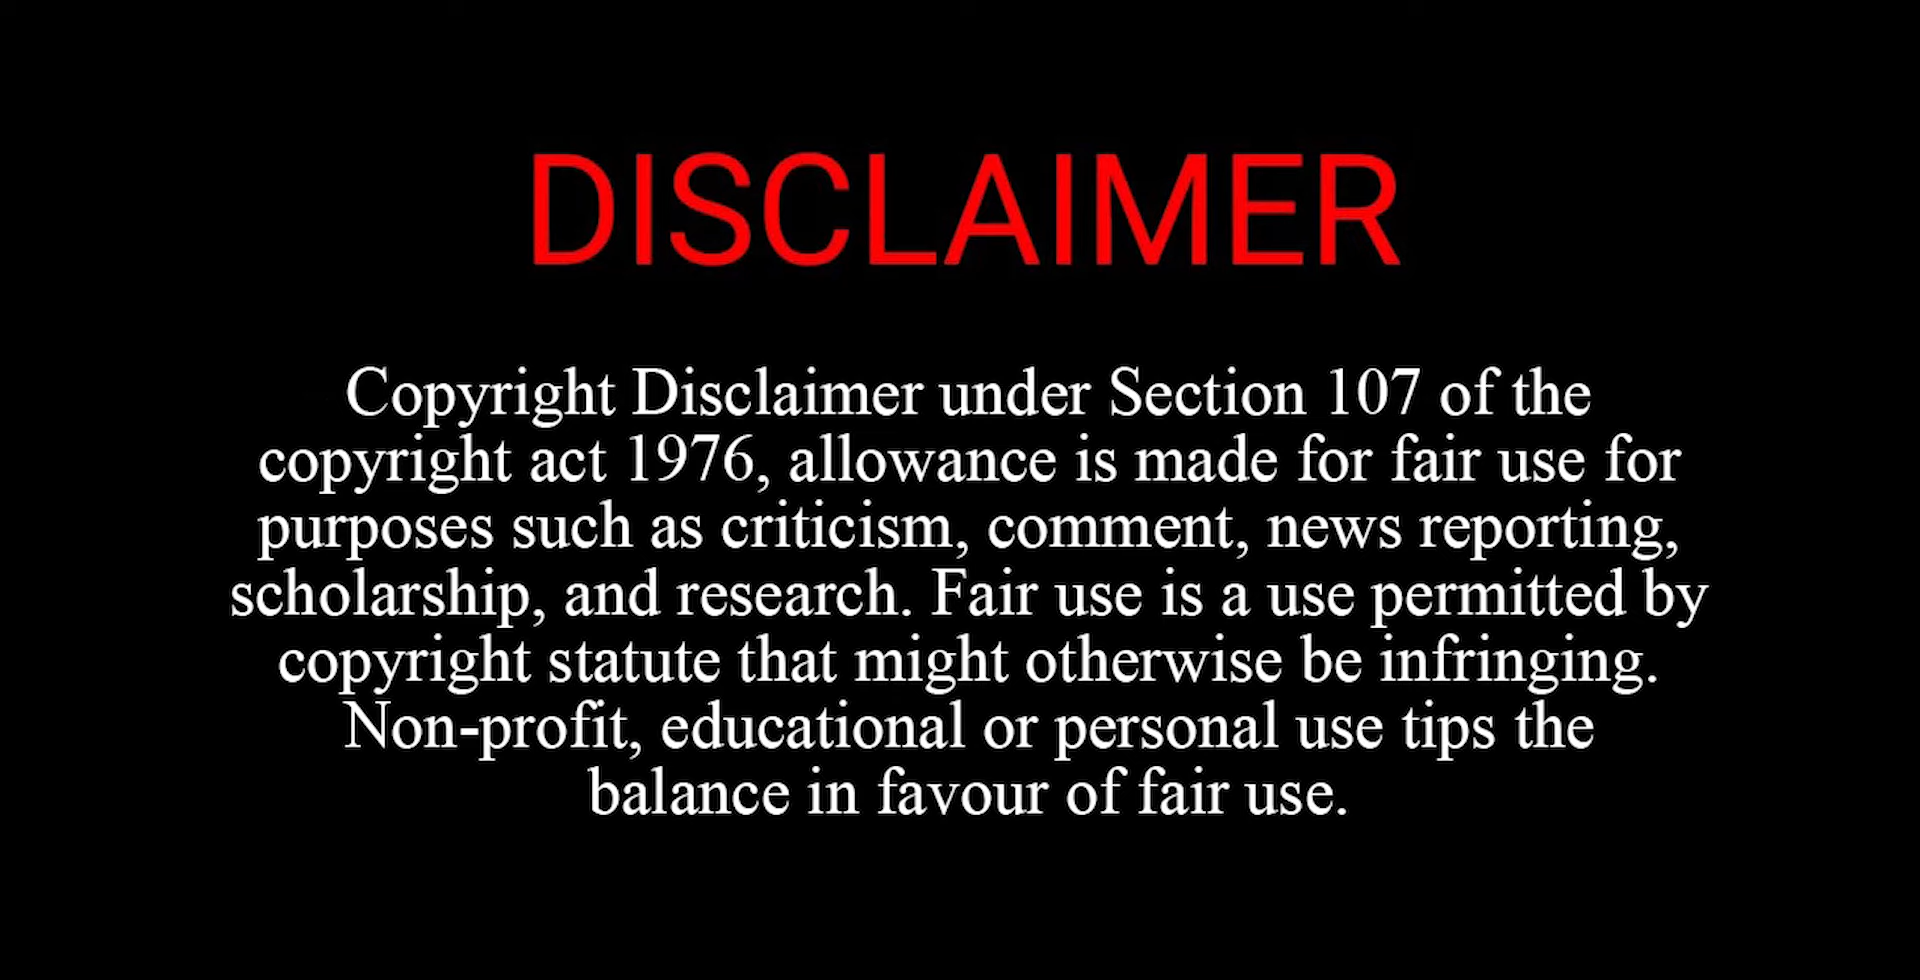 DISCLAIMER
Copyright Disclaimer under Section 107 of the
copyright act 1976, allowance is made for fair use for
purposes such as criticism, comment, news reporting,
scholarship, and research. Fair use is a use permitted by
copyright statute that might otherwise be infringing.
Non-profit, educational or personal use tips the
balance in favour of fair use.